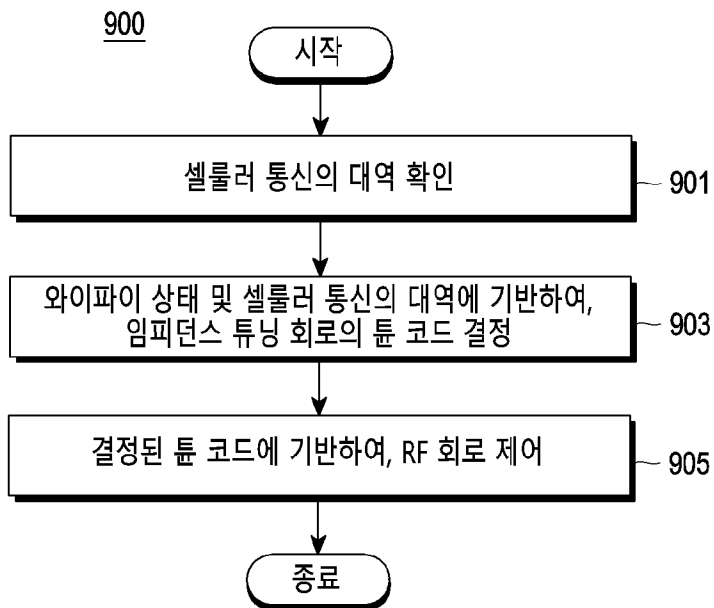 900
시작
셀룰러 통신의 대역 확인
901
와이파이 상태 및 셀룰러 통신의 대역에 기반하여,
임피던스 튜닝 회로의 튠 코드 결정
903
결정된 튠 코드에 기반하여, RF 회로 제어
905
종료